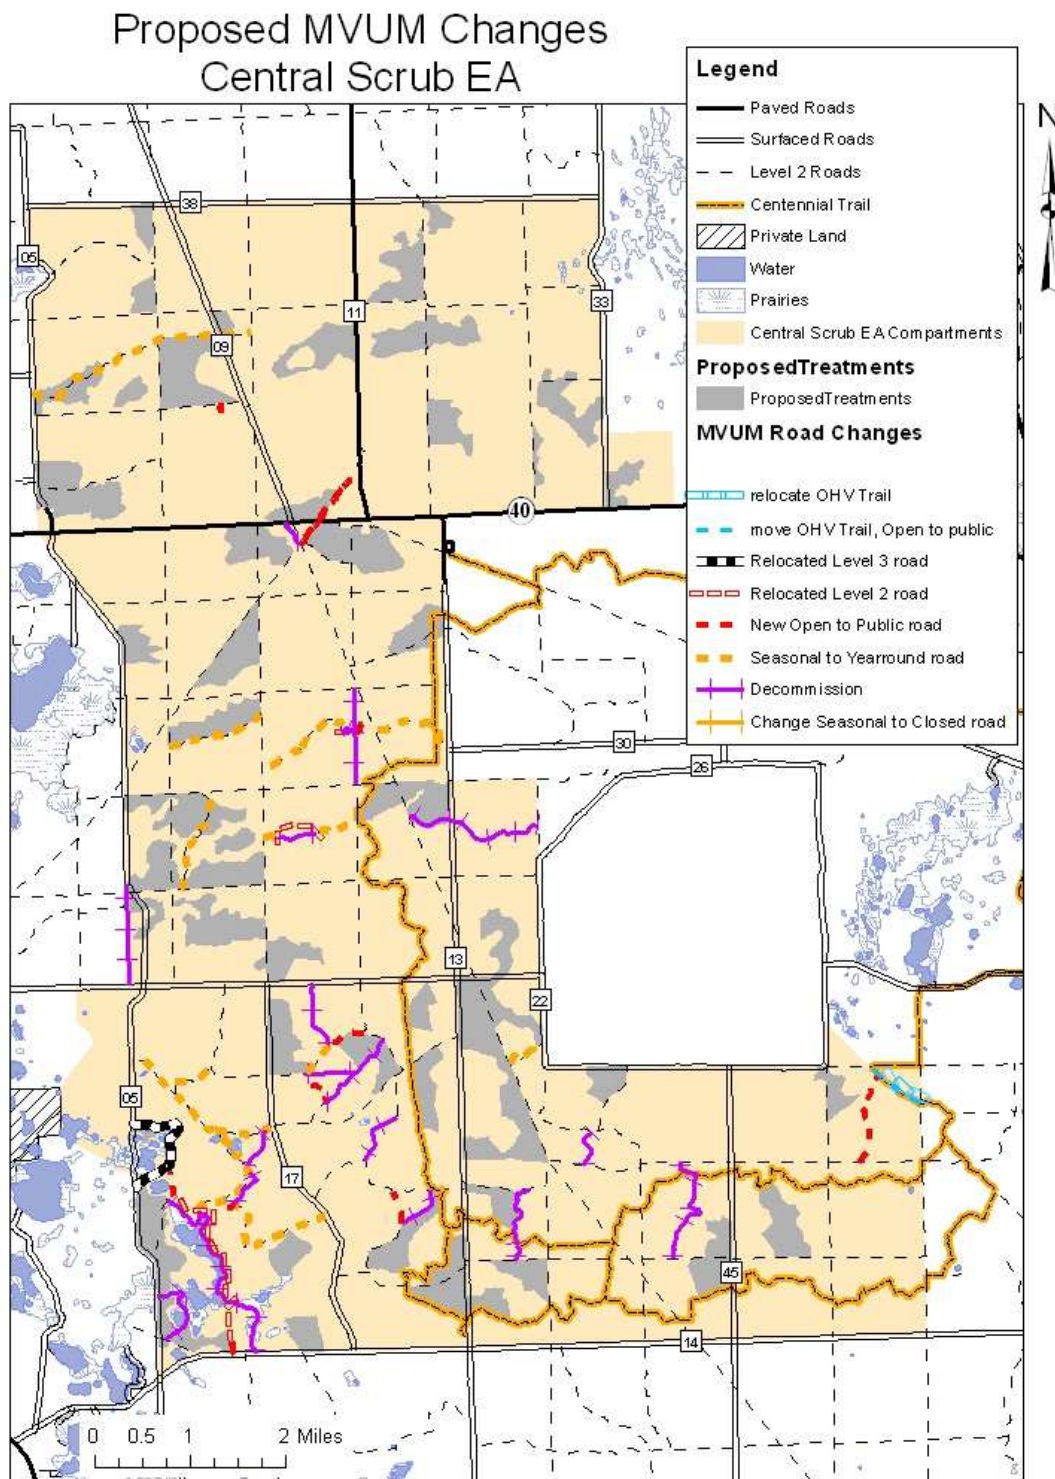 Proposed MVUM Changes
Central Scrub EA
N
Legend
Paved Roads
Surfaced Roads
Level 2 Roads
Centennial Trail
Private Land
Water
Prairies
Central Scrub EA Compartments
ProposedTreatments
ProposedTreatments
MVUM Road Changes
relocate OHV Trail
move OHV Trail, Open to public
Relocated Level 3 road
Relocated Level 2 road
New Open to Public road
Seasonal to Yearround road
Decommission
Change Seasonal to Closed road
38
05
33
11
09
40
30
26
13
22
05
17
45
14
0 0.5 1 2 Miles